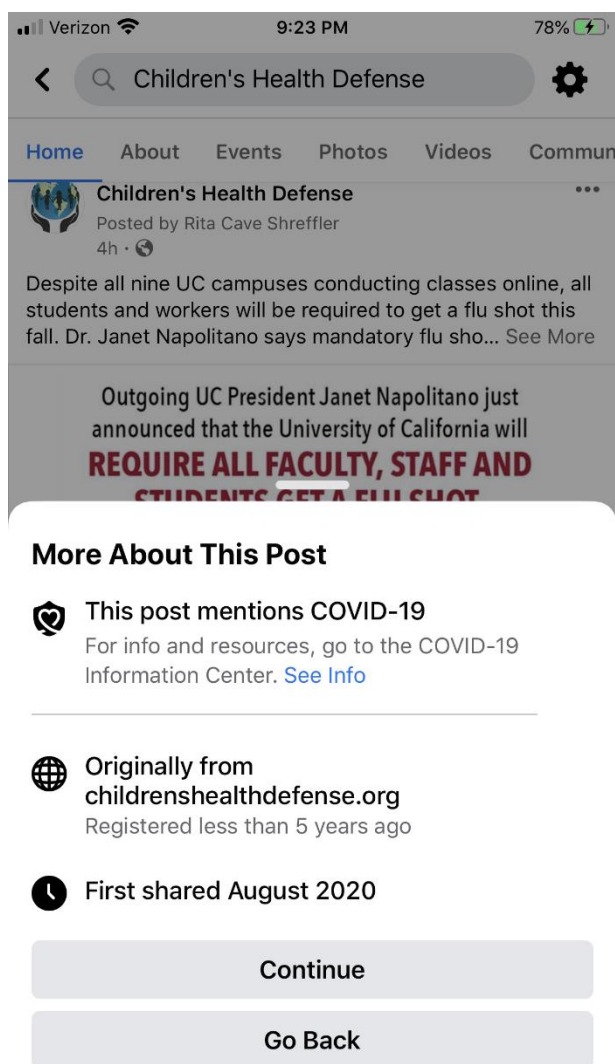 Verizon 9:23 PM 78%
Children's Health Defense
Home About Events Photos Videos Commun
Children's Health Defense
Posted by Rita Cave Shreffler
4h ·
Despite all nine UC campuses conducting classes online, all
students and workers will be required to get a flu shot this
fall. Dr. Janet Napolitano says mandatory flu sho... See More
Outgoing UC President Janet Napolitano just
announced that the University of California will
REQUIRE ALL FACULTY, STAFF AND
STUDENTS GET A FLU SHOT
More About This Post
This post mentions COVID-19
For info and resources, go to the COVID-19
Information Center. See Info
Originally from
childrenshealthdefense.org
Registered less than 5 years ago
First shared August 2020
Continue
Go Back